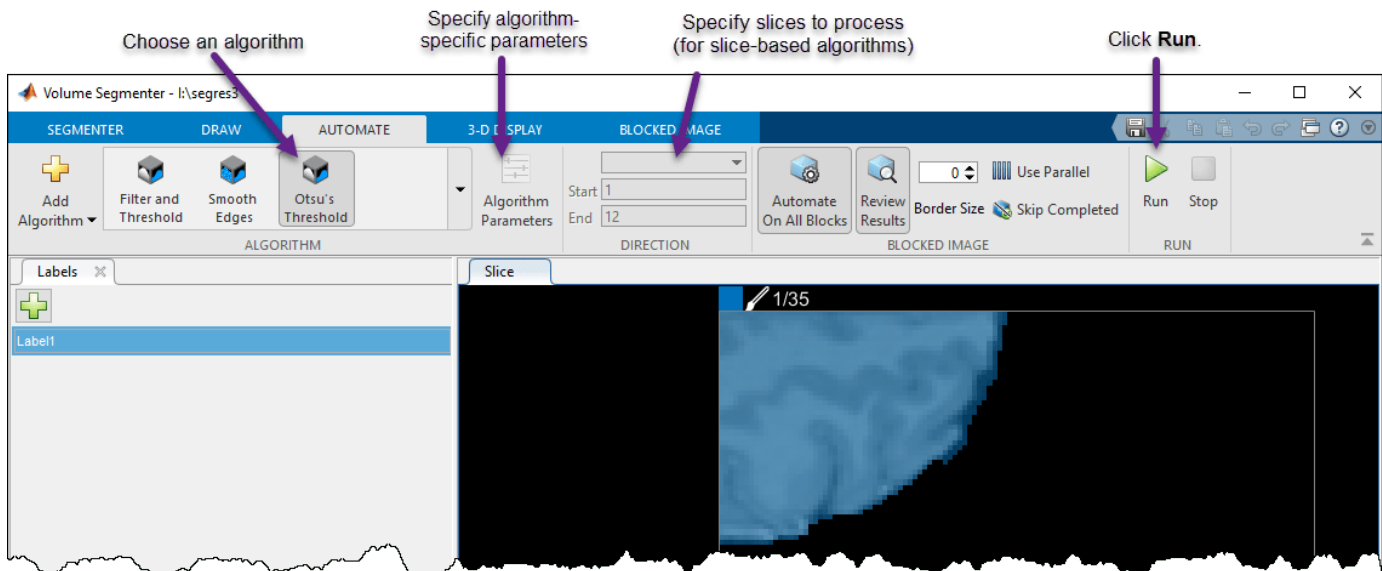 Choose an algorithm
Specify algorithm-
specific parameters
Specify slices to process
(for slice-based algorithms)
Click Run.
Volume Segmenter - I:\segres3
SEGMENTER DRAW AUTOMATE 3-D DISPLAY BLOCKED IMAGE
Add
Algorithm
Filter and
Threshold
Smooth
Edges
Otsu's
Threshold
ALGORITHM
Algorithm
Parameters
Start 1
End 12
DIRECTION
Automate
On All Blocks
Review
Results
0
Border Size
Use Parallel
Skip Completed
BLOCKED IMAGE
Run
Stop
RUN
Labels
Slice
1/35
Label1